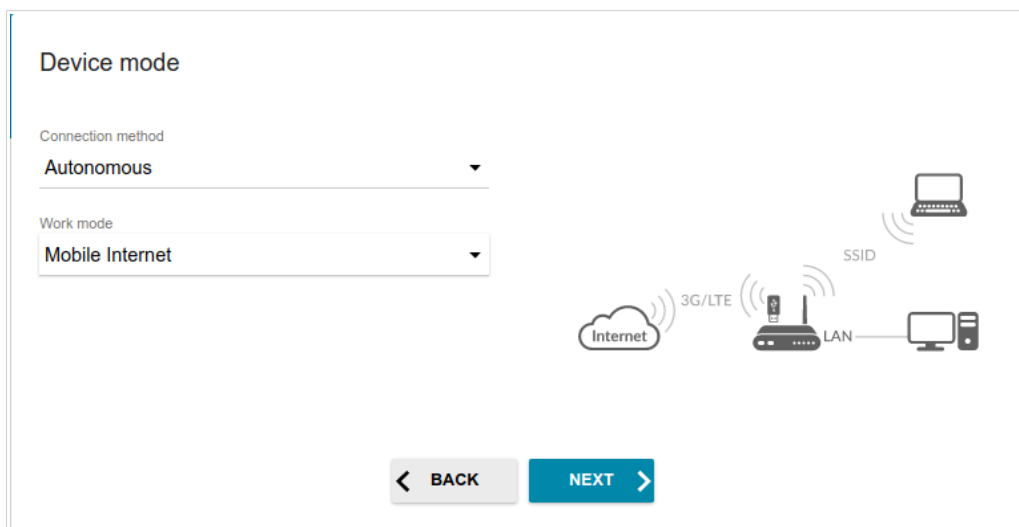 Device mode
Connection method
Autonomous
Work mode
Mobile Internet
SSID
3G/LTE
Internet
LAN
BACK
NEXT